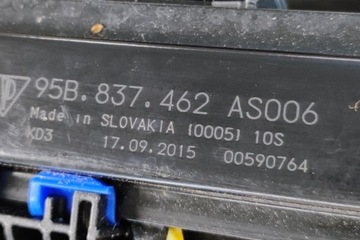 95B.837.462 AS006
Made in SLOVAKIA (0005) 10S
KD3 17.09.2015 00590764